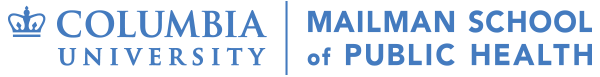 COLUMBIA
UNIVERSITY
MAILMAN SCHOOL
of PUBLIC HEALTH